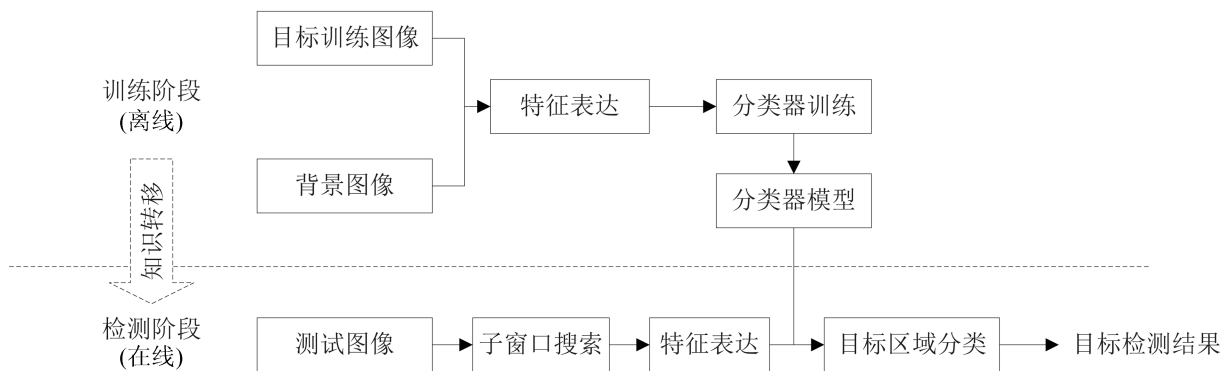 目标训练图像
训练阶段
(离线)
特征表达
分类器训练
背景图像
分类器模型
知识转移
检测阶段
(在线)
测试图像
子窗口搜索
特征表达
目标区域分类
目标检测结果